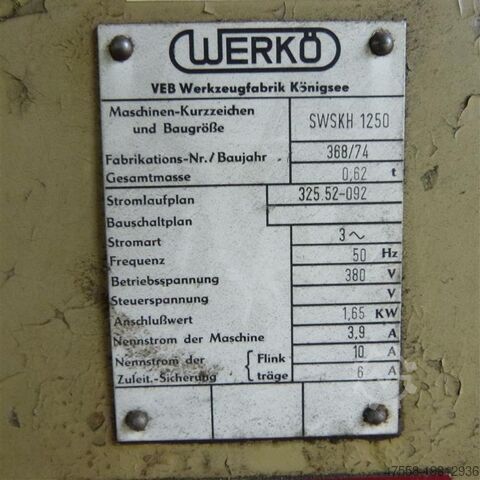 WERKÖ
VEB Werkzeugfabrik Königsee
Maschinen-Kurzzeichen
und Baugröße SWSKH 1250
Fabrikations-Nr./Baujahr 368/74
Gesamtmasse 0,62 t
Stromlaufplan 325.52-092
Bauschaltplan
Stromart 3~
Frequenz 50 Hz
Betriebsspannung 380 V
Steuerspannung V
Anschlußwert 1,65 KW
Nennstrom der Maschine 3,9 A
Nennstrom der { Flink 10 A
Zuleit.-Sicherung träge 6 A